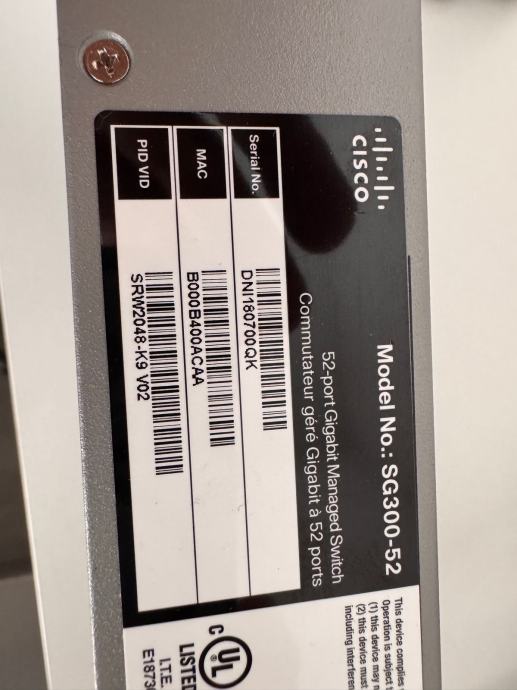 CISCO
Model No.: SG300-52
52-port Gigabit Managed Switch
Commutateur géré Gigabit à 52 ports
Serial No.
DNI180700QK
MAC
B000B400ACAA
PID VID
SRW2048-K9 V02
This device complies
Operation is subject
(1) this device may
(2) this device must
including
C UL
LISTED
I.T.E.